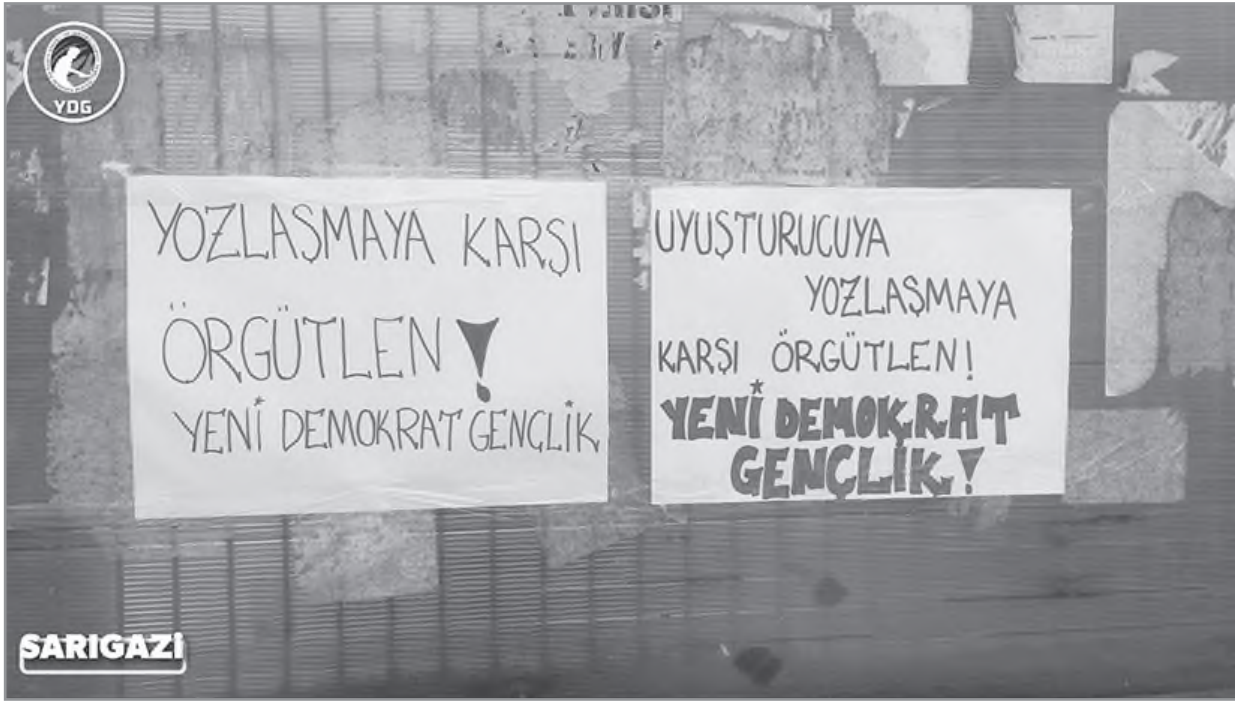 YDG
YOZLAŞMAYA KARŞI
ÖRGÜTLEN!
YENİ DEMOKRAT GENÇLİK
UYUŞTURUCUYA
YOZLAŞMAYA
KARŞI ÖRGÜTLEN!
YENİ DEMOKRAT
GENÇLİK!
SARIGAZİ